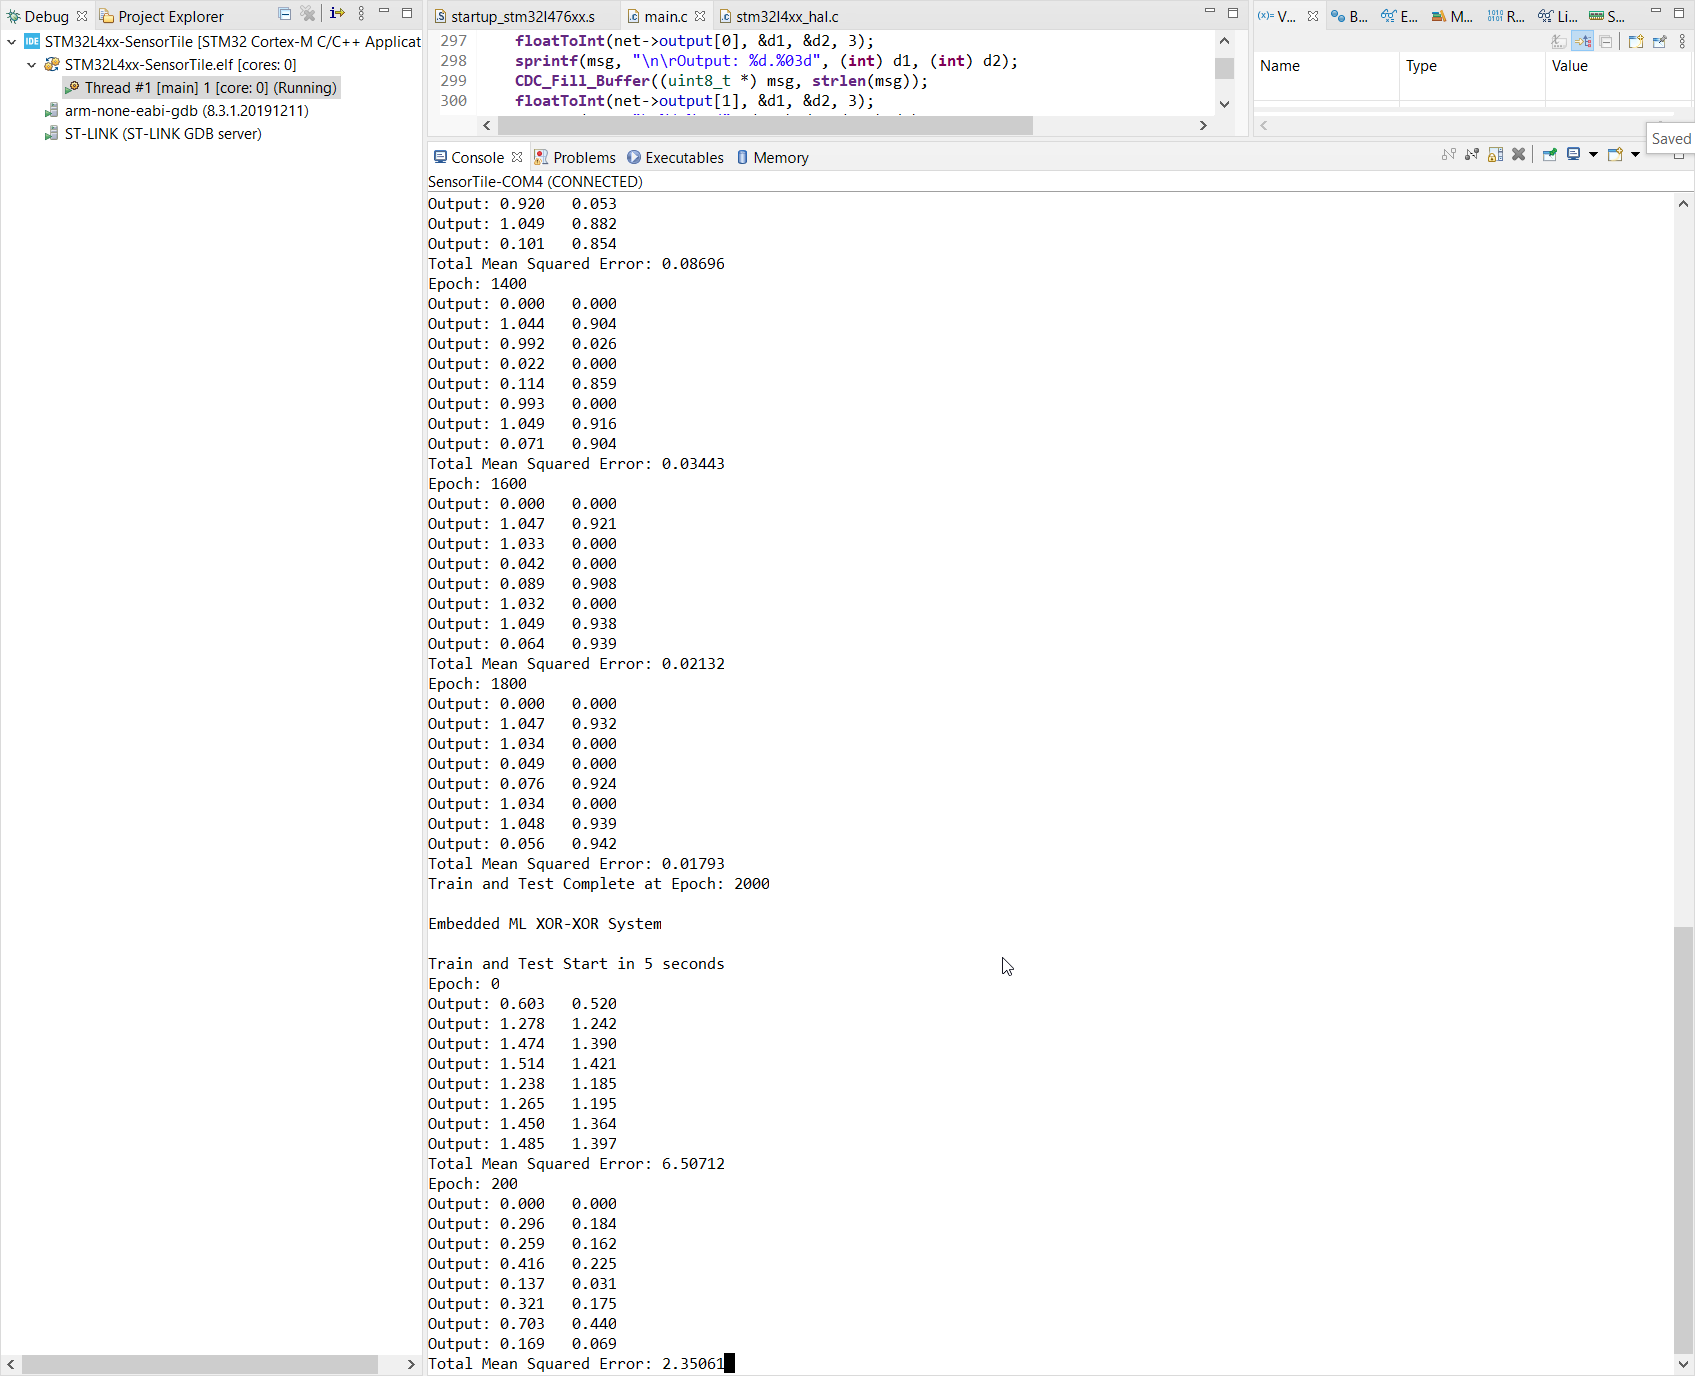 Debug
Project Explorer
STM32L4xx-SensorTile [STM32 Cortex-M C/C++ Applicat
STM32L4xx-SensorTile.elf [cores: 0]
Thread #1 [main] 1 [core: 0] (Running)
arm-none-eabi-gdb (8.3.1.20191211)
ST-LINK (ST-LINK GDB server)
startup_stm32l476xx.s
main.c
stm32l4xx_hal.c
297 floatToInt(net->output[0], &d1, &d2, 3);
298 sprintf(msg, "\n\rOutput: %d.%03d", (int) d1, (int) d2);
299 CDC_Fill_Buffer((uint8_t *) msg, strlen(msg));
300 floatToInt(net->output[1], &d1, &d2, 3);
V... B... E... M... R... Li... S...
Name Type Value
Saved
Console Problems Executables Memory
SensorTile-COM4 (CONNECTED)
Output: 0.920 0.053
Output: 1.049 0.882
Output: 0.101 0.854
Total Mean Squared Error: 0.08696
Epoch: 1400
Output: 0.000 0.000
Output: 1.044 0.904
Output: 0.992 0.026
Output: 0.022 0.000
Output: 0.114 0.859
Output: 0.993 0.000
Output: 1.049 0.916
Output: 0.071 0.904
Total Mean Squared Error: 0.03443
Epoch: 1600
Output: 0.000 0.000
Output: 1.047 0.921
Output: 1.033 0.000
Output: 0.042 0.000
Output: 0.089 0.908
Output: 1.032 0.000
Output: 1.049 0.938
Output: 0.064 0.939
Total Mean Squared Error: 0.02132
Epoch: 1800
Output: 0.000 0.000
Output: 1.047 0.932
Output: 1.034 0.000
Output: 0.049 0.000
Output: 0.076 0.924
Output: 1.034 0.000
Output: 1.048 0.939
Output: 0.056 0.942
Total Mean Squared Error: 0.01793
Train and Test Complete at Epoch: 2000
Embedded ML XOR-XOR System
Train and Test Start in 5 seconds
Epoch: 0
Output: 0.603 0.520
Output: 1.278 1.242
Output: 1.474 1.390
Output: 1.514 1.421
Output: 1.238 1.185
Output: 1.265 1.195
Output: 1.450 1.364
Output: 1.485 1.397
Total Mean Squared Error: 6.50712
Epoch: 200
Output: 0.000 0.000
Output: 0.296 0.184
Output: 0.259 0.162
Output: 0.416 0.225
Output: 0.137 0.031
Output: 0.321 0.175
Output: 0.703 0.440
Output: 0.169 0.069
Total Mean Squared Error: 2.35061